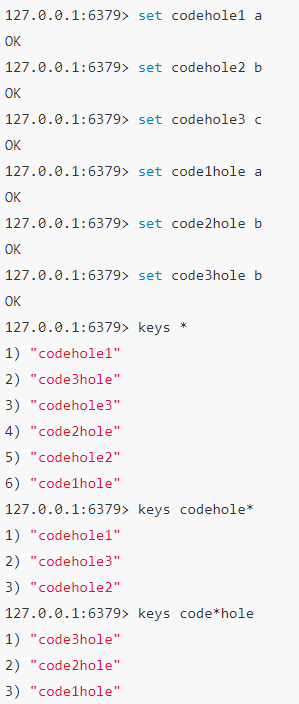 127.0.0.1:6379> set codehole1 a
OK
127.0.0.1:6379> set codehole2 b
OK
127.0.0.1:6379> set codehole3 c
OK
127.0.0.1:6379> set code1hole a
OK
127.0.0.1:6379> set code2hole b
OK
127.0.0.1:6379> set code3hole b
OK
127.0.0.1:6379> keys *
1) "codehole1"
2) "code3hole"
3) "codehole3"
4) "code2hole"
5) "codehole2"
6) "code1hole"
127.0.0.1:6379> keys codehole*
1) "codehole1"
2) "codehole3"
3) "codehole2"
127.0.0.1:6379> keys code*hole
1) "code3hole"
2) "code2hole"
3) "code1hole"